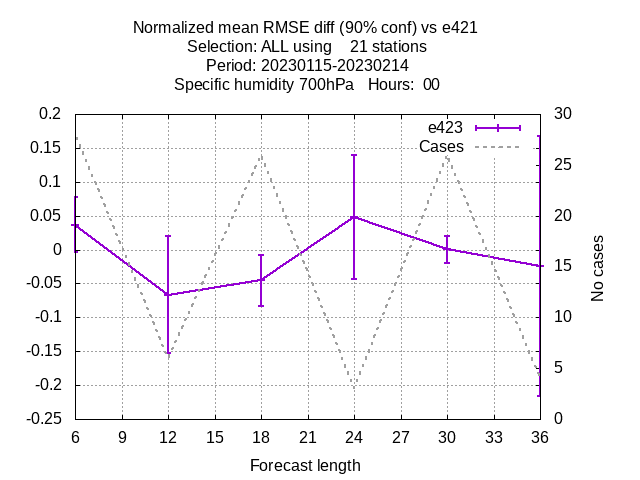 Normalized mean RMSE diff (90% conf) vs e421
Selection: ALL using    21 stations
Period: 20230115-20230214
Specific humidity 700hPa   Hours:  00
e423
Cases
0.2
0.15
0.1
0.05
0
-0.05
-0.1
-0.15
-0.2
-0.25
30
25
20
15
10
5
0
No cases
6 9 12 15 18 21 24 27 30 33 36
Forecast length